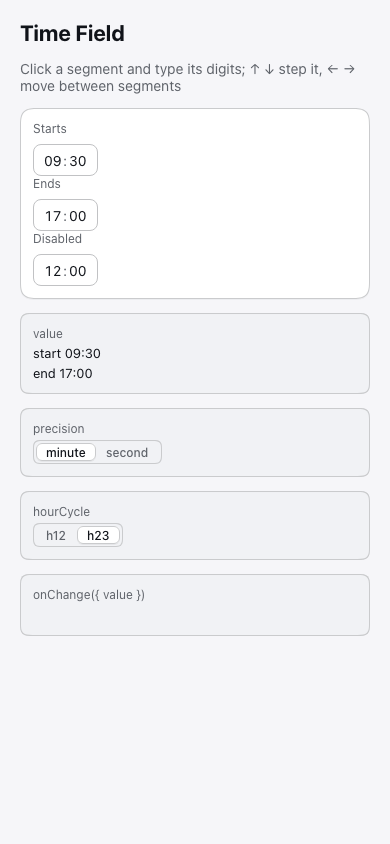 Time Field
Click a segment and type its digits; ↑ ↓ step it, ← →
move between segments
Starts
09:30
Ends
17:00
Disabled
12:00
value
start 09:30
end 17:00
precision
minute second
hourCycle
h12 h23
onChange({ value })